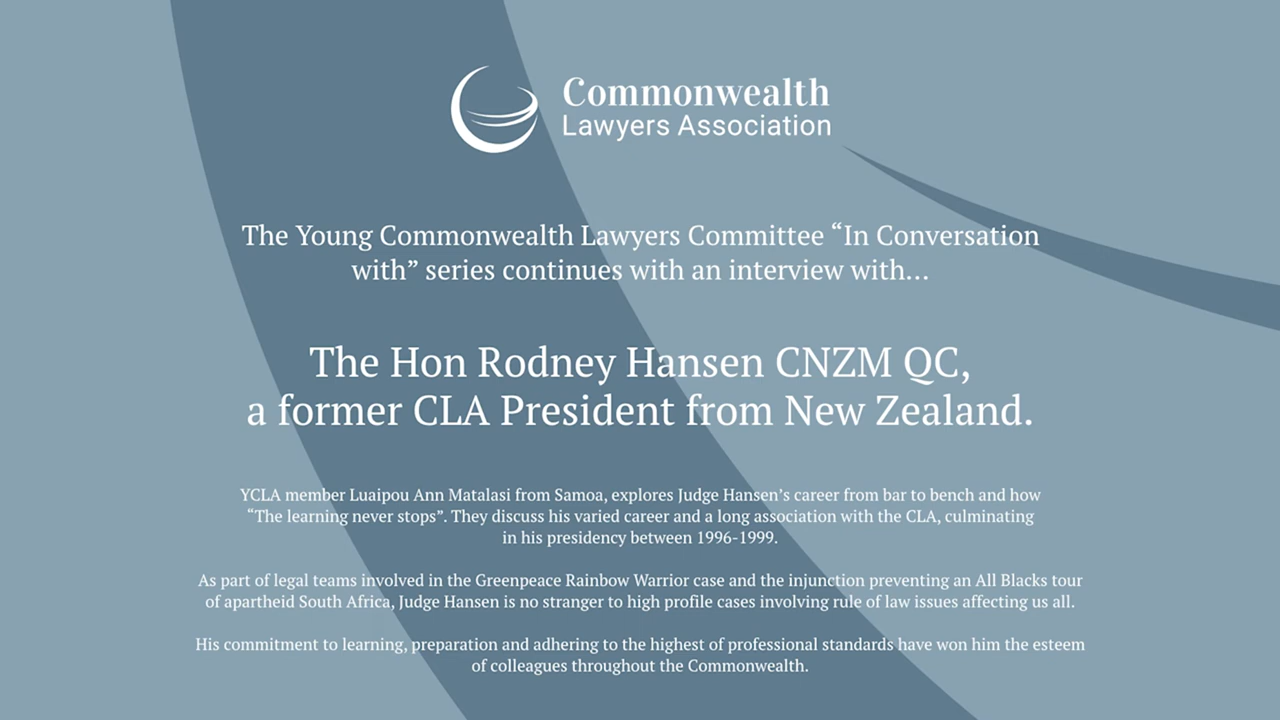 Commonwealth
Lawyers Association
The Young Commonwealth Lawyers Committee “In Conversation
with” series continues with an interview with...
The Hon Rodney Hansen CNZM QC,
a former CLA President from New Zealand.
YCLA member Luaipou Ann Matalasi from Samoa, explores Judge Hansen’s career from bar to bench and how
“The learning never stops”. They discuss his varied career and a long association with the CLA, culminating
in his presidency between 1996-1999.
As part of legal teams involved in the Greenpeace Rainbow Warrior case and the injunction preventing an All Blacks tour
of apartheid South Africa, Judge Hansen is no stranger to high profile cases involving rule of law issues affecting us all.
His commitment to learning, preparation and adhering to the highest of professional standards have won him the esteem
of colleagues throughout the Commonwealth.